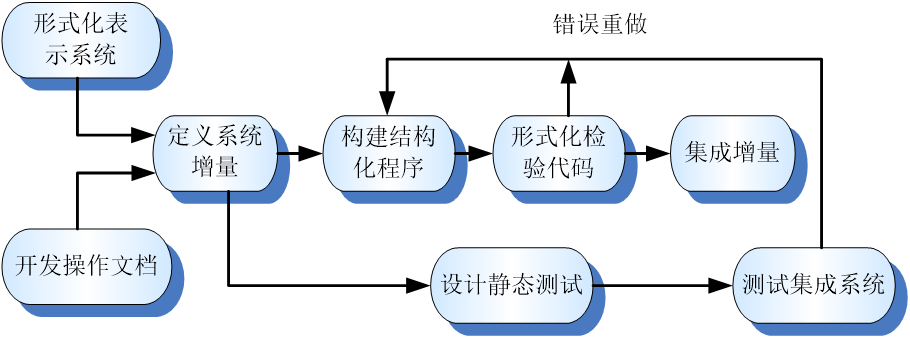 错误重做
形式化表
示系统
定义系统
增量
构建结构
化程序
形式化检
验代码
集成增量
开发操作文档
设计静态测试
测试集成系统